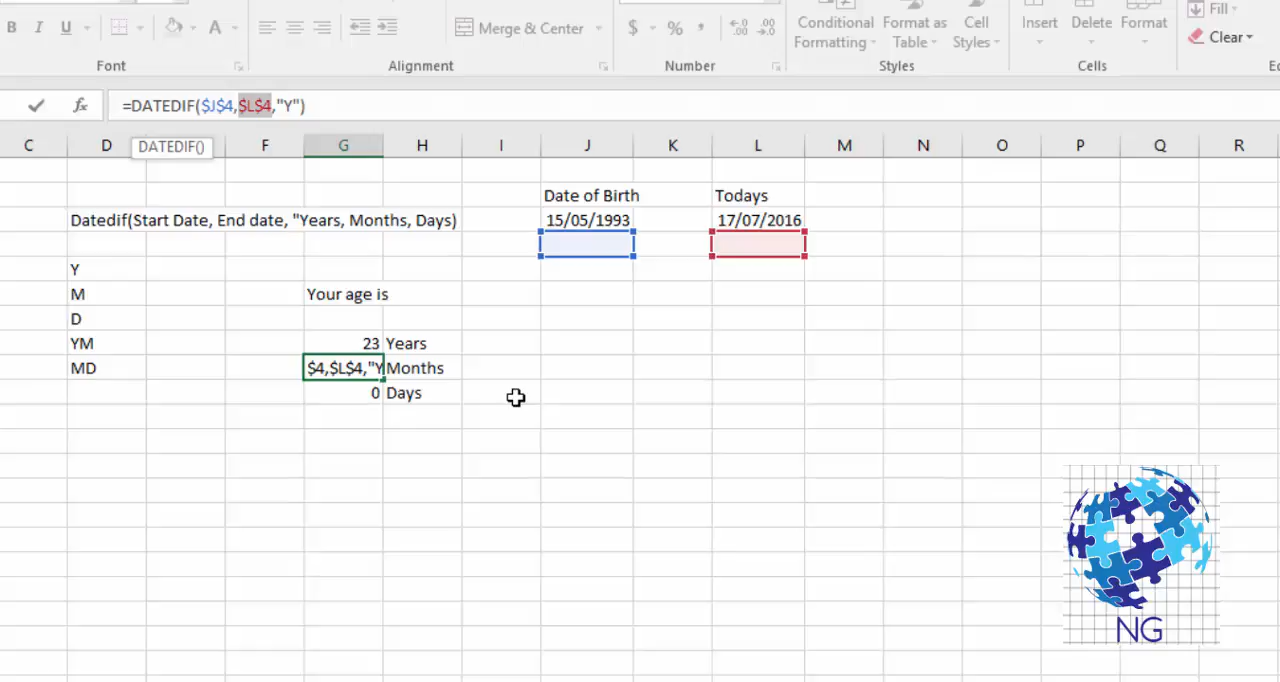 B I U A Merge & Center $ % , Conditional Formatting Format as Table Cell Styles Insert Delete Format Fill Clear
Font Alignment Number Styles Cells
fx =DATEDIF($J$4,$L$4,"Y")
C D F G H I J K L M N O P Q R
DATEDIF()
Date of Birth Todays
Datedif(Start Date, End date, "Years, Months, Days) 15/05/1993 17/07/2016
Y
M Your age is
D
YM 23 Years
MD $4,$L$4,"Y Months
0 Days
NG